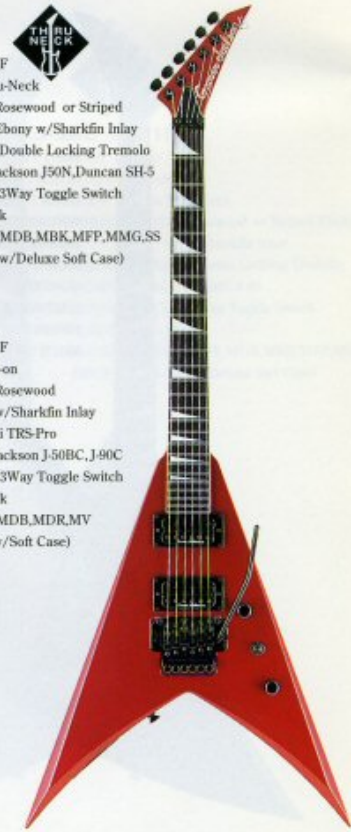 THRU
NECK
F
u-Neck
Rosewood or Striped
Ebony w/Sharkfin Inlay
Double Locking Tremolo
ackson J50N,Duncan SH-5
3Way Toggle Switch
k
MDB,MBK,MFP,MMG,SS
w/Deluxe Soft Case)
F
-on
Rosewood
w/Sharkfin Inlay
i TRS-Pro
ackson J-50BC,J-90C
3Way Toggle Switch
k
MDB,MDR,MV
/Soft Case)